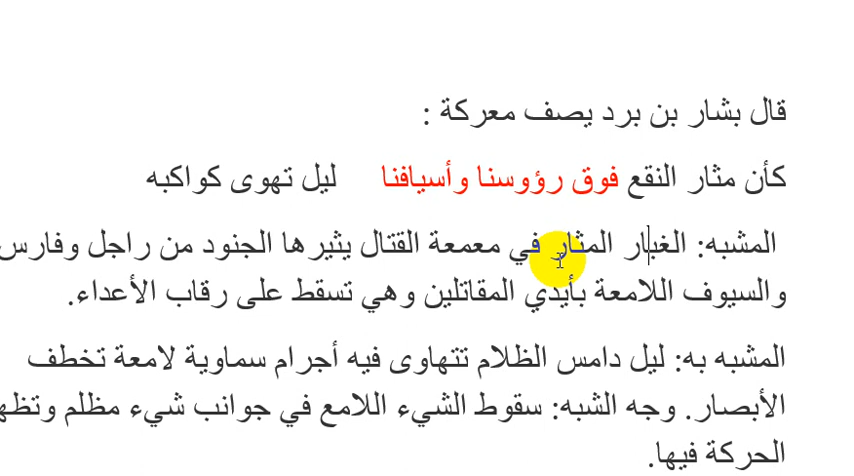 قال بشار بن برد يصف معركة :
كأن مثار النقع فوق رؤوسنا وأسيافنا ليل تهوى كواكبه
المشبه: الغبار المثار في معمعة القتال يثيرها الجنود من راجل وفارس
والسيوف اللامعة بأيدي المقاتلين وهي تسقط على رقاب الأعداء.
المشبه به: ليل دامس الظلام تتهاوى فيه أجرام سماوية لامعة تخطف
الأبصار. وجه الشبه: سقوط الشيء اللامع في جوانب شيء مظلم
الحركة فيها.